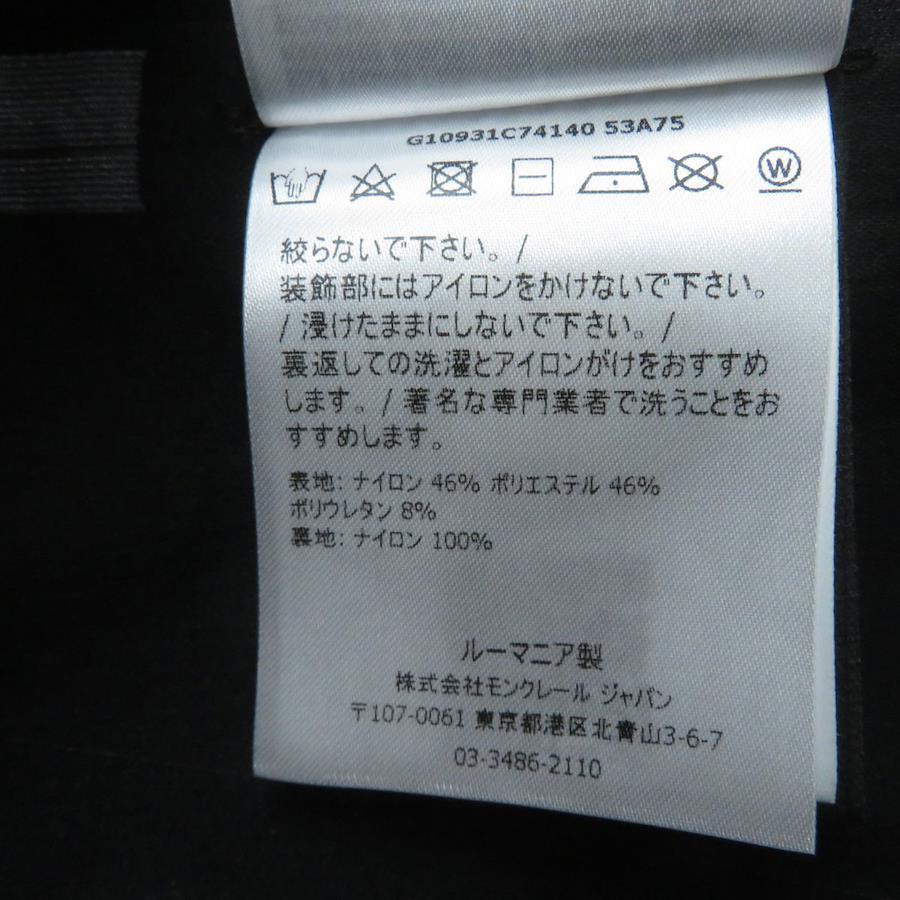 G10931C74140 53A75
W
絞らないで下さい。/
装飾部にはアイロンをかけないで下さい。
/ 浸けたままにしないで下さい。/
裏返しての洗濯とアイロンがけをおすすめ
します。/ 著名な専門業者で洗うことをお
すすめします。
表地: ナイロン 46% ポリエステル 46%
ポリウレタン 8%
裏地: ナイロン 100%
ルーマニア製
株式会社モンクレール ジャパン
〒107-0061 東京都港区北青山3-6-7
03-3486-2110